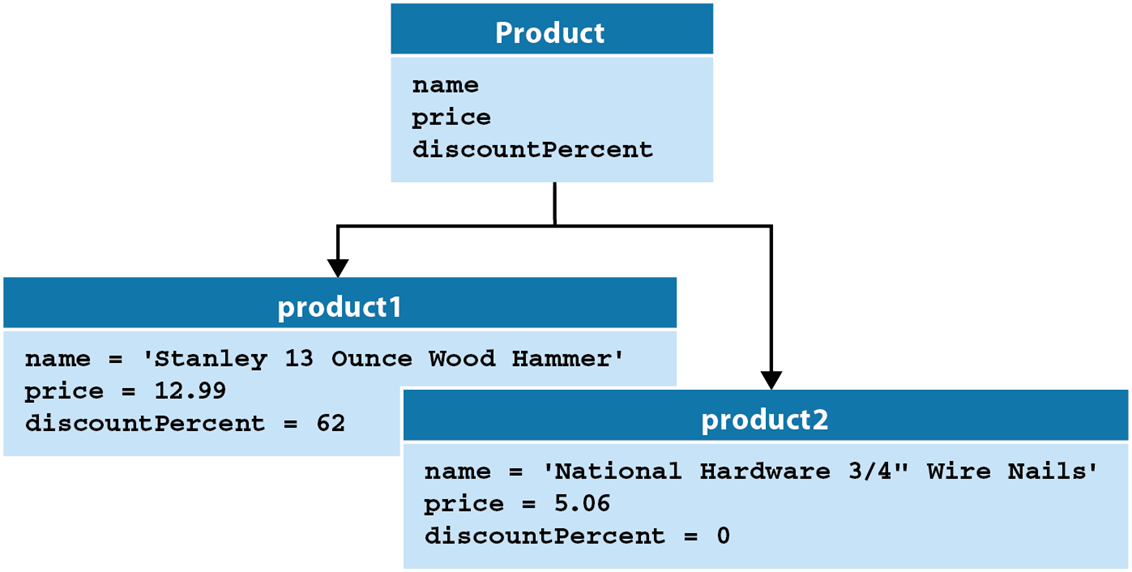 Product
name
price
discountPercent
product1
name = 'Stanley 13 Ounce Wood Hammer'
price = 12.99
discountPercent = 62
product2
name = 'National Hardware 3/4" Wire Nails'
price = 5.06
discountPercent = 0